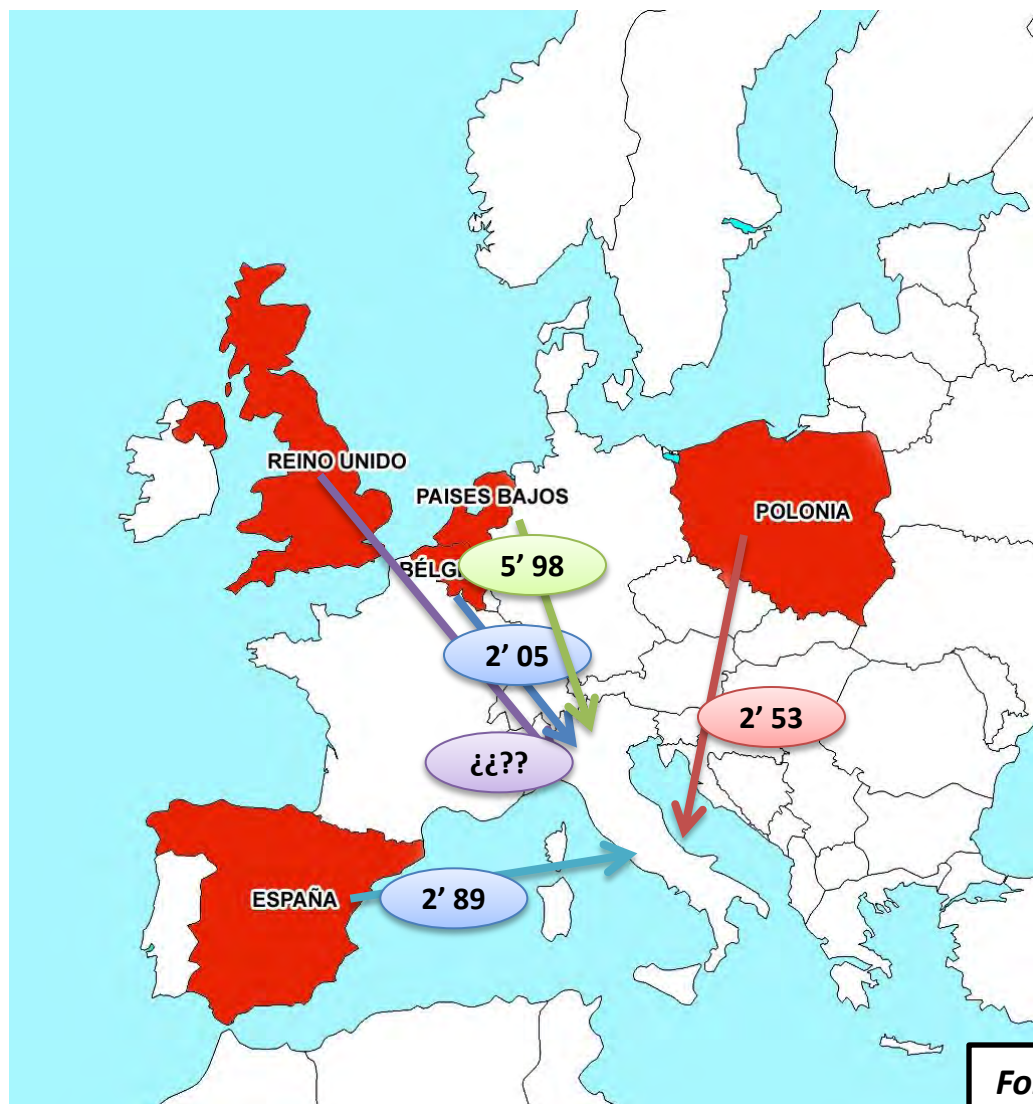 REINO UNIDO
PAISES BAJOS
POLONIA
5’ 98
2’ 05
2’ 53
¿¿??
ESPAÑA
2’ 89